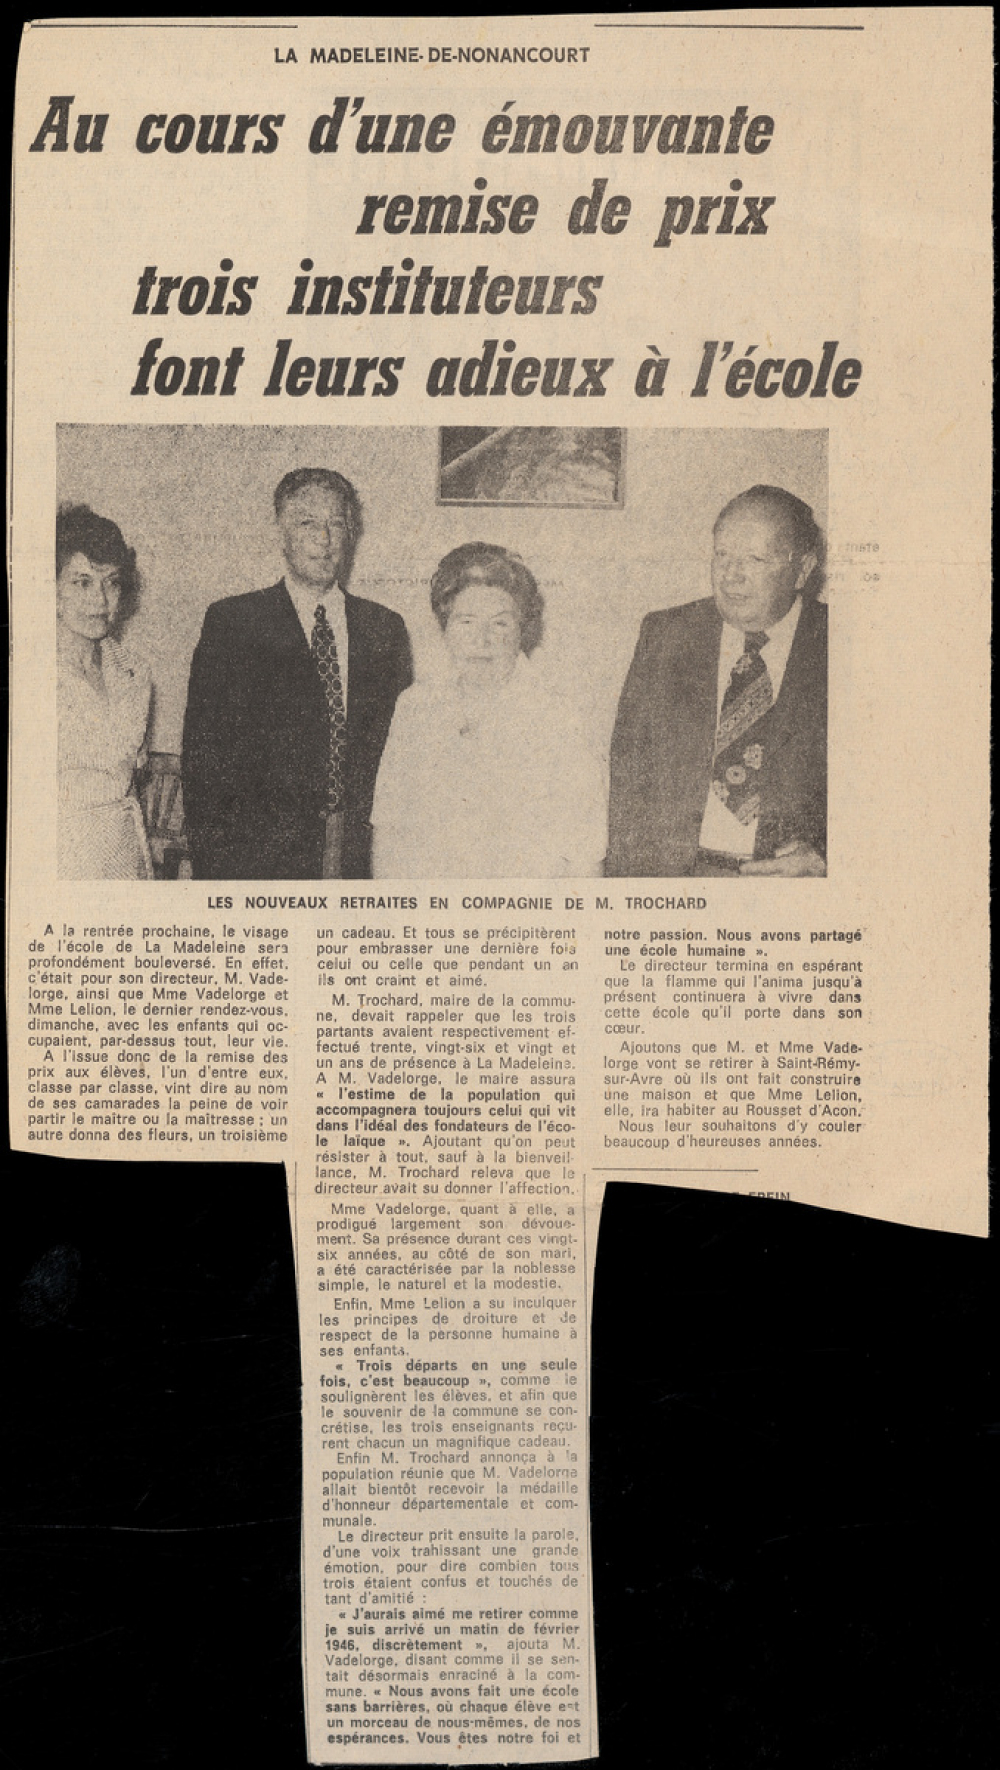 LA MADELEINE-DE-NONANCOURT
Au cours d'une émouvante
remise de prix
trois instituteurs
font leurs adieux à l'école
LES NOUVEAUX RETRAITES EN COMPAGNIE DE M. TROCHARD
A la rentrée prochaine, le visage
de l'école de La Madeleine sera
profondément bouleversé. En effet,
c'était pour son directeur, M. Vade-
lorge, ainsi que Mme Vadelorge et
Mme Lelion, le dernier rendez-vous,
dimanche, avec les enfants qui oc-
cupaient, par-dessus tout, leur vie.
A l'issue donc de la remise des
prix aux élèves, l'un d'entre eux,
classe par classe, vint dire au nom
de ses camarades la peine de voir
partir le maître ou la maîtresse ; un
autre donna des fleurs, un troisième
un cadeau. Et tous se précipitèrent
pour embrasser une dernière fois
celui ou celle que pendant un an
ils ont craint et aimé.
M. Trochard, maire de la commu-
ne, devait rappeler que les trois
partants avaient respectivement ef-
fectué trente, vingt-six et vingt et
un ans de présence à La Madeleine.
A M. Vadelorge, le maire assura
« l'estime de la population qui
accompagnera toujours celui qui vit
dans l'idéal des fondateurs de l'éco-
le laïque ». Ajoutant qu'on peut
résister à tout, sauf à la bienveil-
lance, M. Trochard releva que le
directeur avait su donner l'affection.
Mme Vadelorge, quant à elle, a
prodigué largement son dévoue-
ment. Sa présence durant ces vingt-
six années, au côté de son mari,
a été caractérisée par la noblesse
simple, le naturel et la modestie.
Enfin, Mme Lelion a su inculquer
les principes de droiture et de
respect de la personne humaine à
ses enfants.
« Trois départs en une seule
fois, c'est beaucoup », comme le
soulignèrent les élèves, et afin que
le souvenir de la commune se con-
crétise, les trois enseignants reçu-
rent chacun un magnifique cadeau.
Enfin M. Trochard annonça à la
population réunie que M. Vadelorge
allait bientôt recevoir la médaille
d'honneur départementale et com-
munale.
Le directeur prit ensuite la parole,
d'une voix trahissant une grande
émotion, pour dire combien tous
trois étaient confus et touchés de
tant d'amitié :
« J'aurais aimé me retirer comme
je suis arrivé un matin de février
1946, discrètement », ajouta M.
Vadelorge, disant comme il se sen-
tait désormais enraciné à la com-
mune. « Nous avons fait une école
sans barrières, où chaque élève est
un morceau de nous-mêmes, de nos
espérances. Vous êtes notre foi et
notre passion. Nous avons partagé
une école humaine ».
Le directeur termina en espérant
que la flamme qui l'anima jusqu'à
présent continuera à vivre dans
cette école qu'il porte dans son
cœur.
Ajoutons que M. et Mme Vade-
lorge vont se retirer à Saint-Rémy-
sur-Avre où ils ont fait construire
une maison et que Mme Lelion,
elle, ira habiter au Rousset d'Acon.
Nous leur souhaitons d'y couler
beaucoup d'heureuses années.